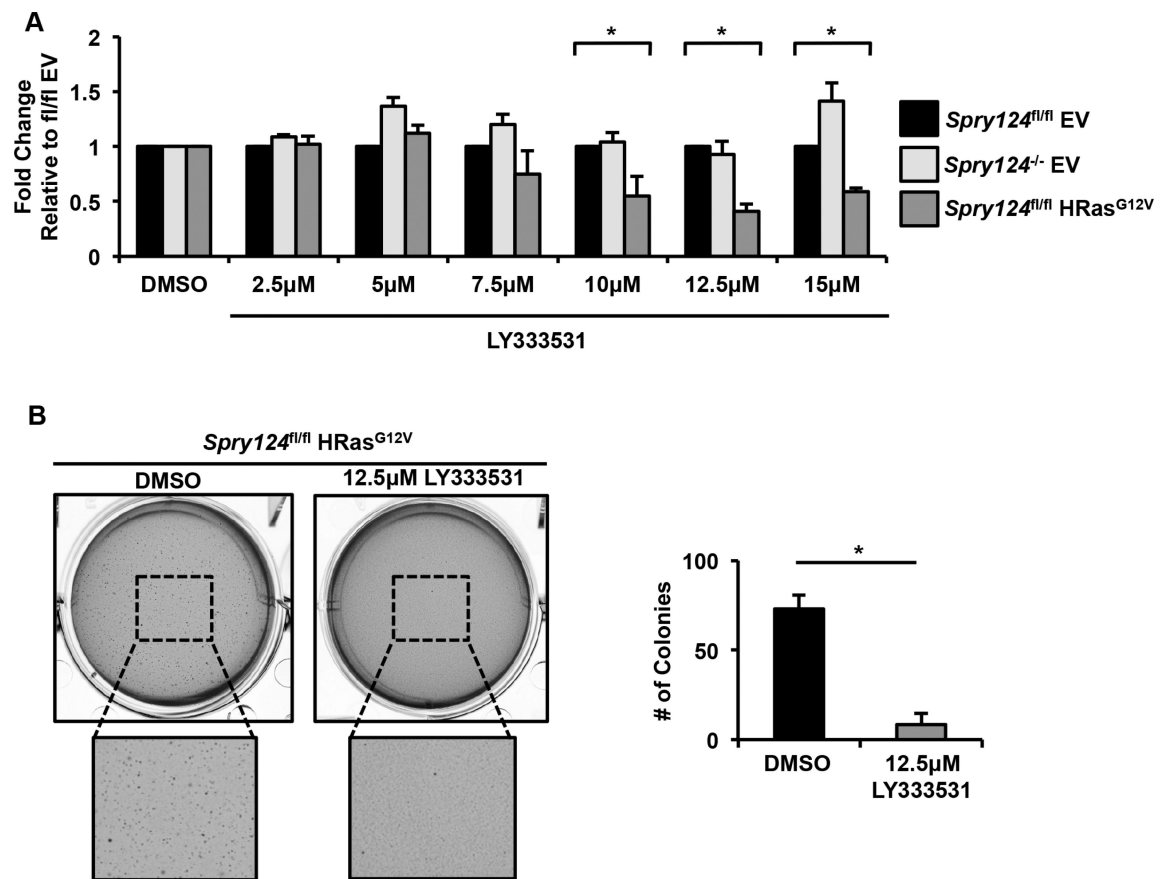 A
Fold Change
Relative to fl/fl EV
2
1.5
1
0.5
0
*
*
*
DMSO
2.5µM
5µM
7.5µM
10µM
12.5µM
15µM
LY333531
Spry124fl/fl EV
Spry124-/- EV
Spry124fl/fl HRasG12V
B
Spry124fl/fl HRasG12V
DMSO
12.5µM LY333531
# of Colonies
100
50
0
*
DMSO
12.5µM
LY333531